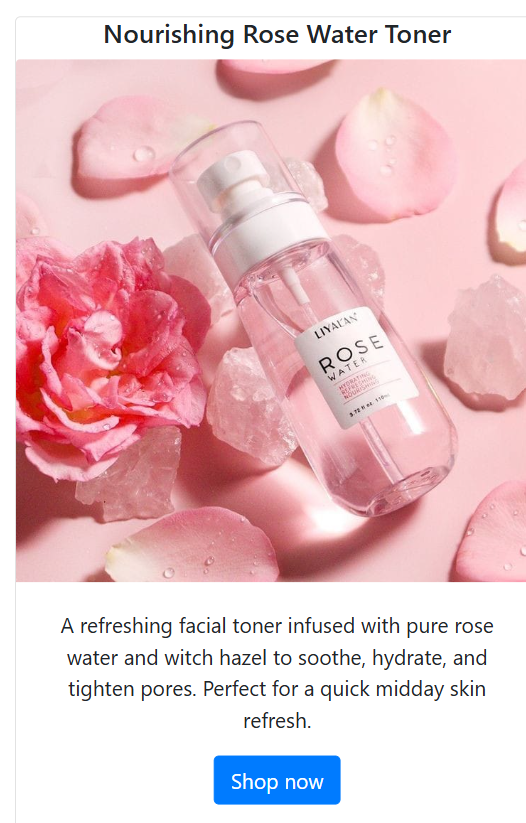 Nourishing Rose Water Toner
LIYALAN
ROSE
WATER
HYDRATING
REFRESHING
NOURISHING
3.72 fl oz 110ml
A refreshing facial toner infused with pure rose
water and witch hazel to soothe, hydrate, and
tighten pores. Perfect for a quick midday skin
refresh.
Shop now